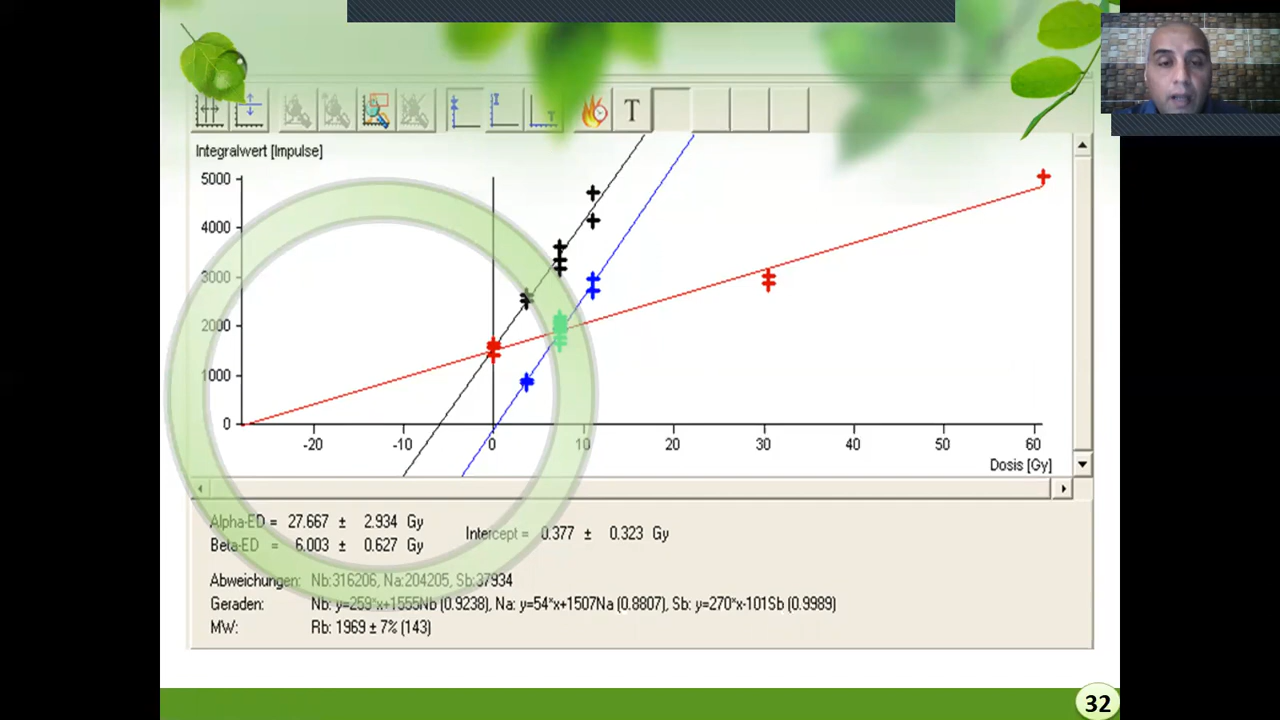 T
Integralwert [Impulse]
5000
4000
3000
2000
1000
0
-20 -10 0 10 20 30 40 50 60
Dosis [Gy]
Alpha-ED = 27.667 ± 2.934 Gy
Intercept = 0.377 ± 0.323 Gy
Beta-ED = 6.003 ± 0.627 Gy
Abweichungen: Nb:316206, Na:204205, Sb:37934
Geraden: Nb: y=259*x+1555Nb (0.9238), Na: y=54*x+1507Na (0.8807), Sb: y=270*x-101Sb (0.9989)
MW: Rb: 1969 ± 7% (143)
32